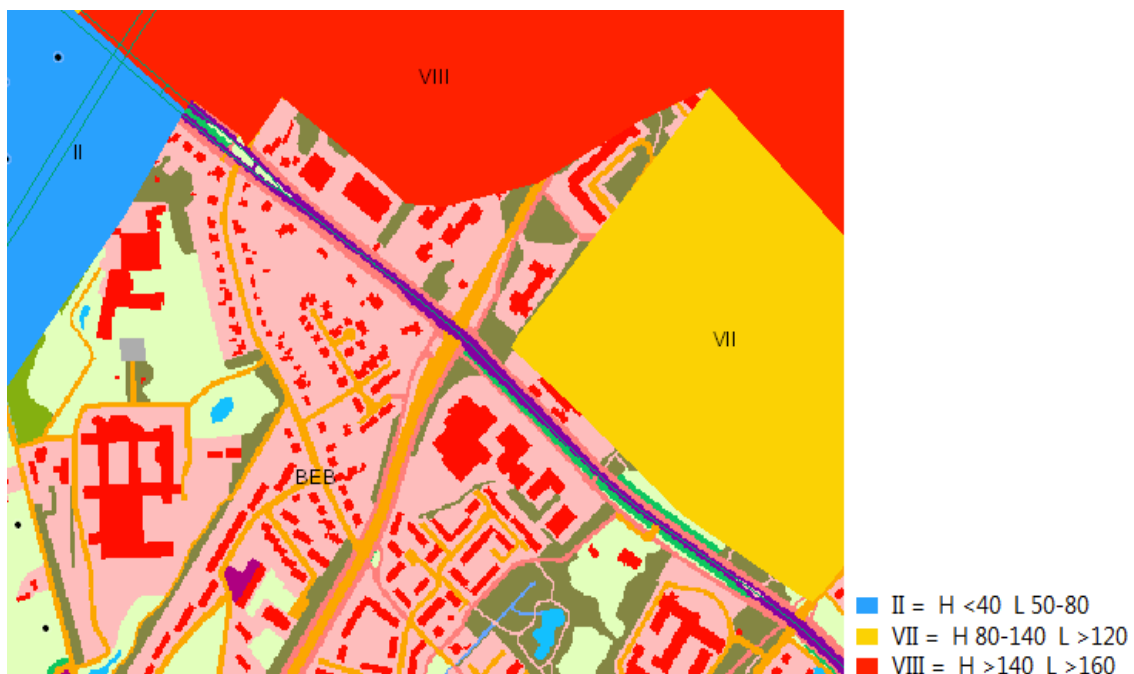 VIII
II
VII
BEB
II = H <40 L 50-80
VII = H 80-140 L >120
VIII = H >140 L >160